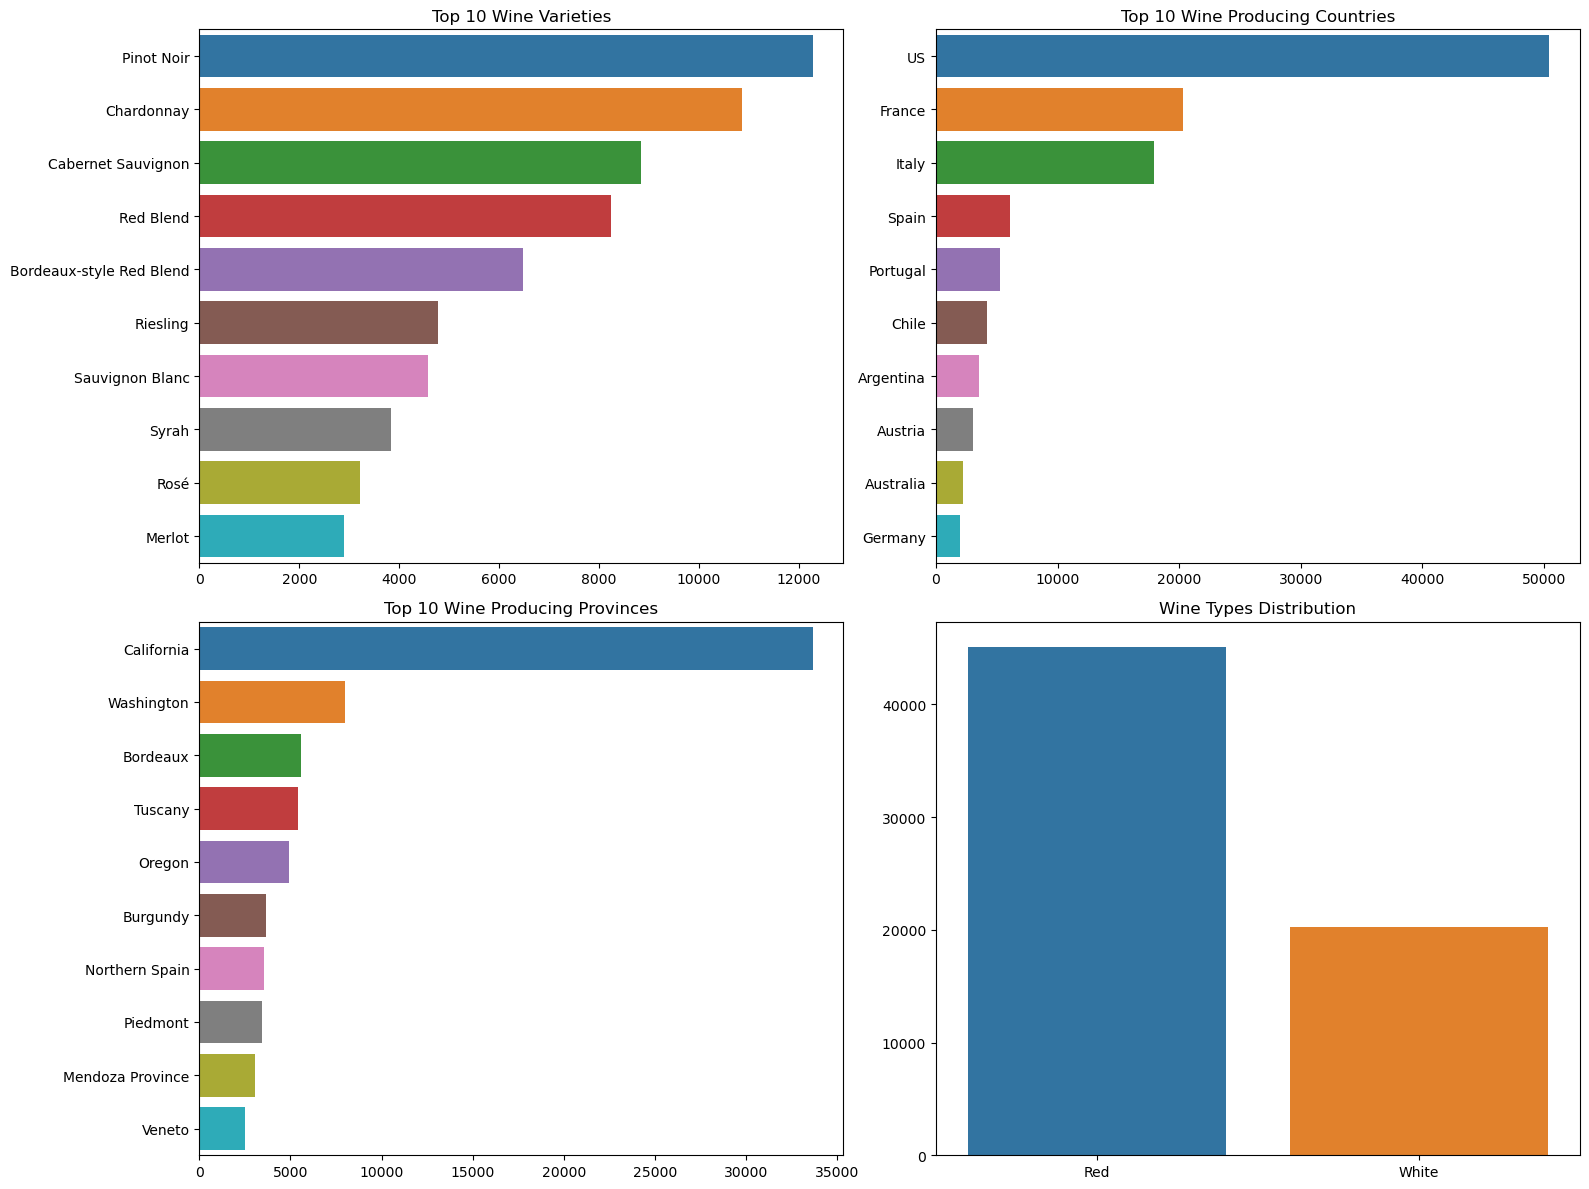 Top 10 Wine Varieties
Pinot Noir
Chardonnay
Cabernet Sauvignon
Red Blend
Bordeaux-style Red Blend
Riesling
Sauvignon Blanc
Syrah
Rosé
Merlot
0 2000 4000 6000 8000 10000 12000
Top 10 Wine Producing Countries
US
France
Italy
Spain
Portugal
Chile
Argentina
Austria
Australia
Germany
0 10000 20000 30000 40000 50000
Top 10 Wine Producing Provinces
California
Washington
Bordeaux
Tuscany
Oregon
Burgundy
Northern Spain
Piedmont
Mendoza Province
Veneto
0 5000 10000 15000 20000 25000 30000 35000
Wine Types Distribution
40000
30000
20000
10000
0
Red White